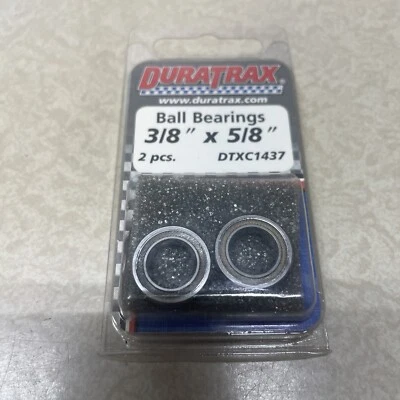 DURATRAX
www.duratrax.com
Ball Bearings
3/8" x 5/8"
2 pcs. DTXC1437